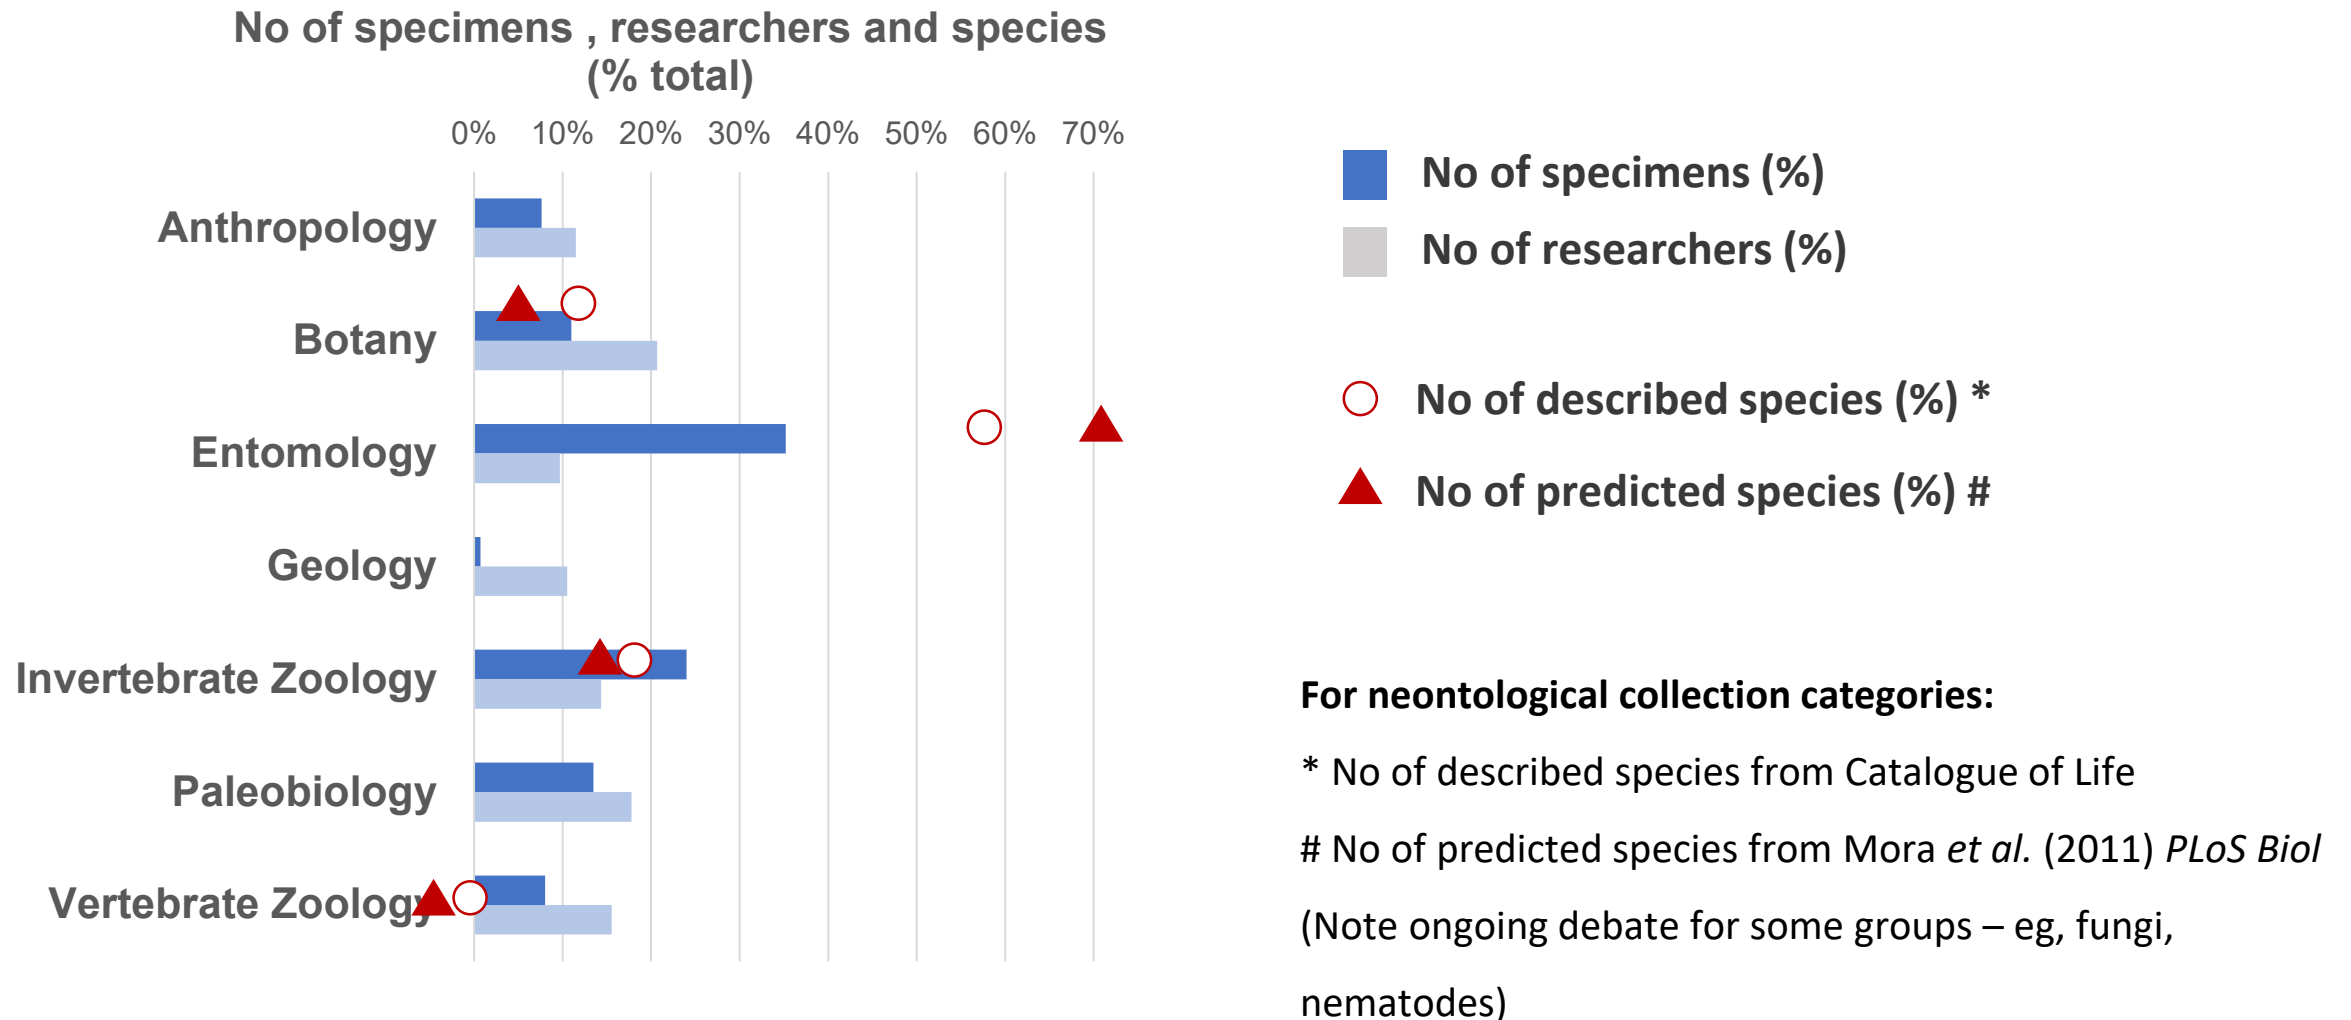 No of specimens , researchers and species
(% total)
0% 10% 20% 30% 40% 50% 60% 70%
Anthropology
Botany
Entomology
Geology
Invertebrate Zoology
Paleobiology
Vertebrate Zoology
No of specimens (%)
No of researchers (%)
No of described species (%) *
No of predicted species (%) #
For neontological collection categories:
* No of described species from Catalogue of Life
# No of predicted species from Mora et al. (2011) PLoS Biol
(Note ongoing debate for some groups – eg, fungi,
nematodes)